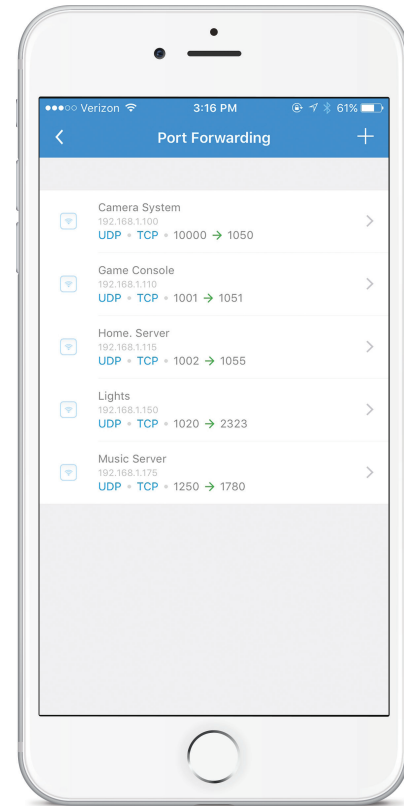 Verizon 3:16 PM 61%
Port Forwarding
Camera System
192.168.1.100
UDP • TCP • 10000 → 1050
Game Console
192.168.1.110
UDP • TCP • 1001 → 1051
Home. Server
192.168.1.115
UDP • TCP • 1002 → 1055
Lights
192.168.1.150
UDP • TCP • 1020 → 2323
Music Server
192.168.1.175
UDP • TCP • 1250 → 1780